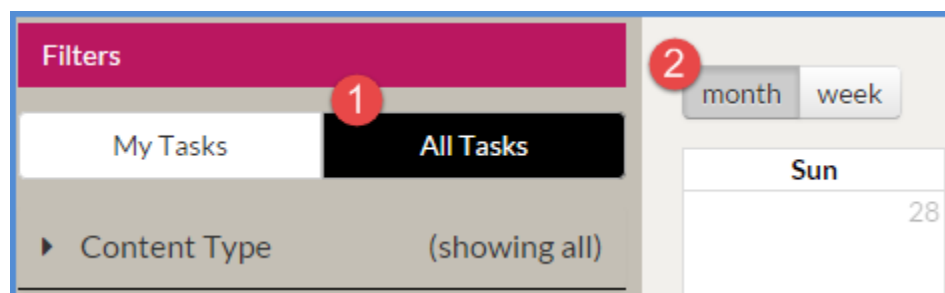 Filters
1
My Tasks All Tasks
Content Type (showing all)
2
month week
Sun
28